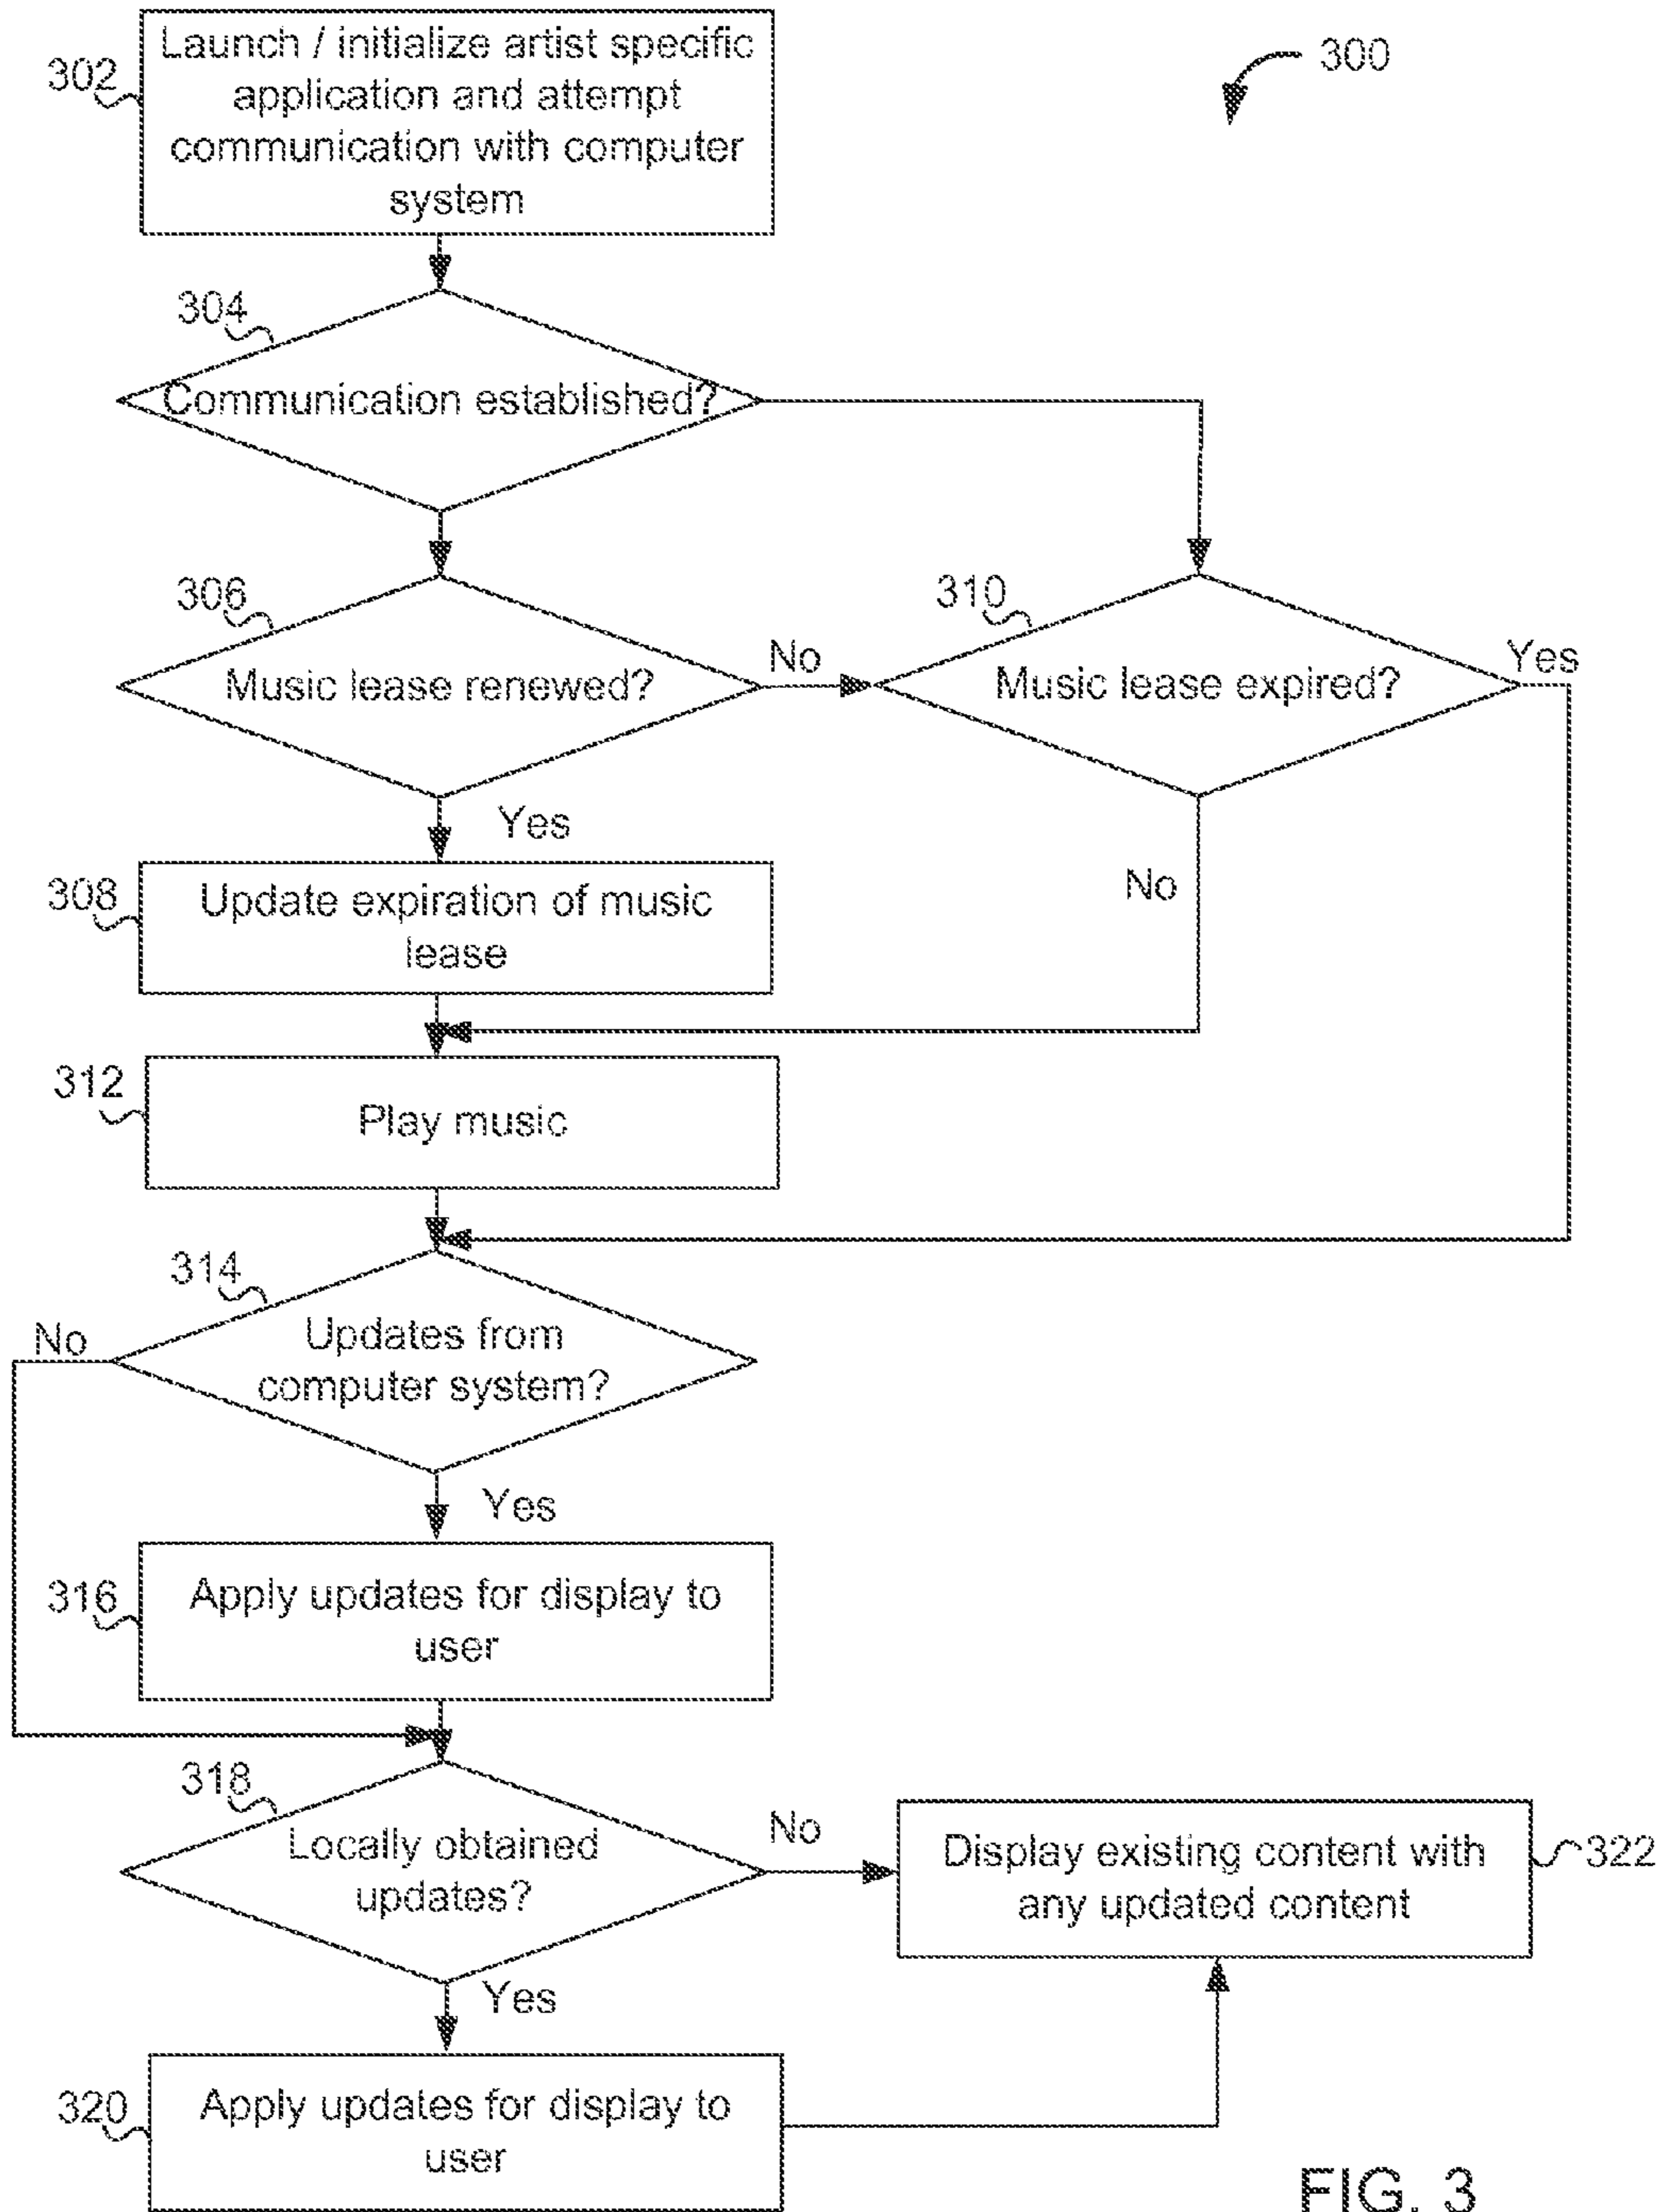 300
302
Launch / initialize artist specific
application and attempt
communication with computer
system
304
Communication established?
306
Music lease renewed?
No
310
Music lease expired?
Yes
Yes
No
308
Update expiration of music
lease
312
Play music
314
No
Updates from
computer system?
Yes
316
Apply updates for display to
user
318
Locally obtained
updates?
No
Display existing content with
any updated content
322
Yes
320
Apply updates for display to
user
FIG. 3